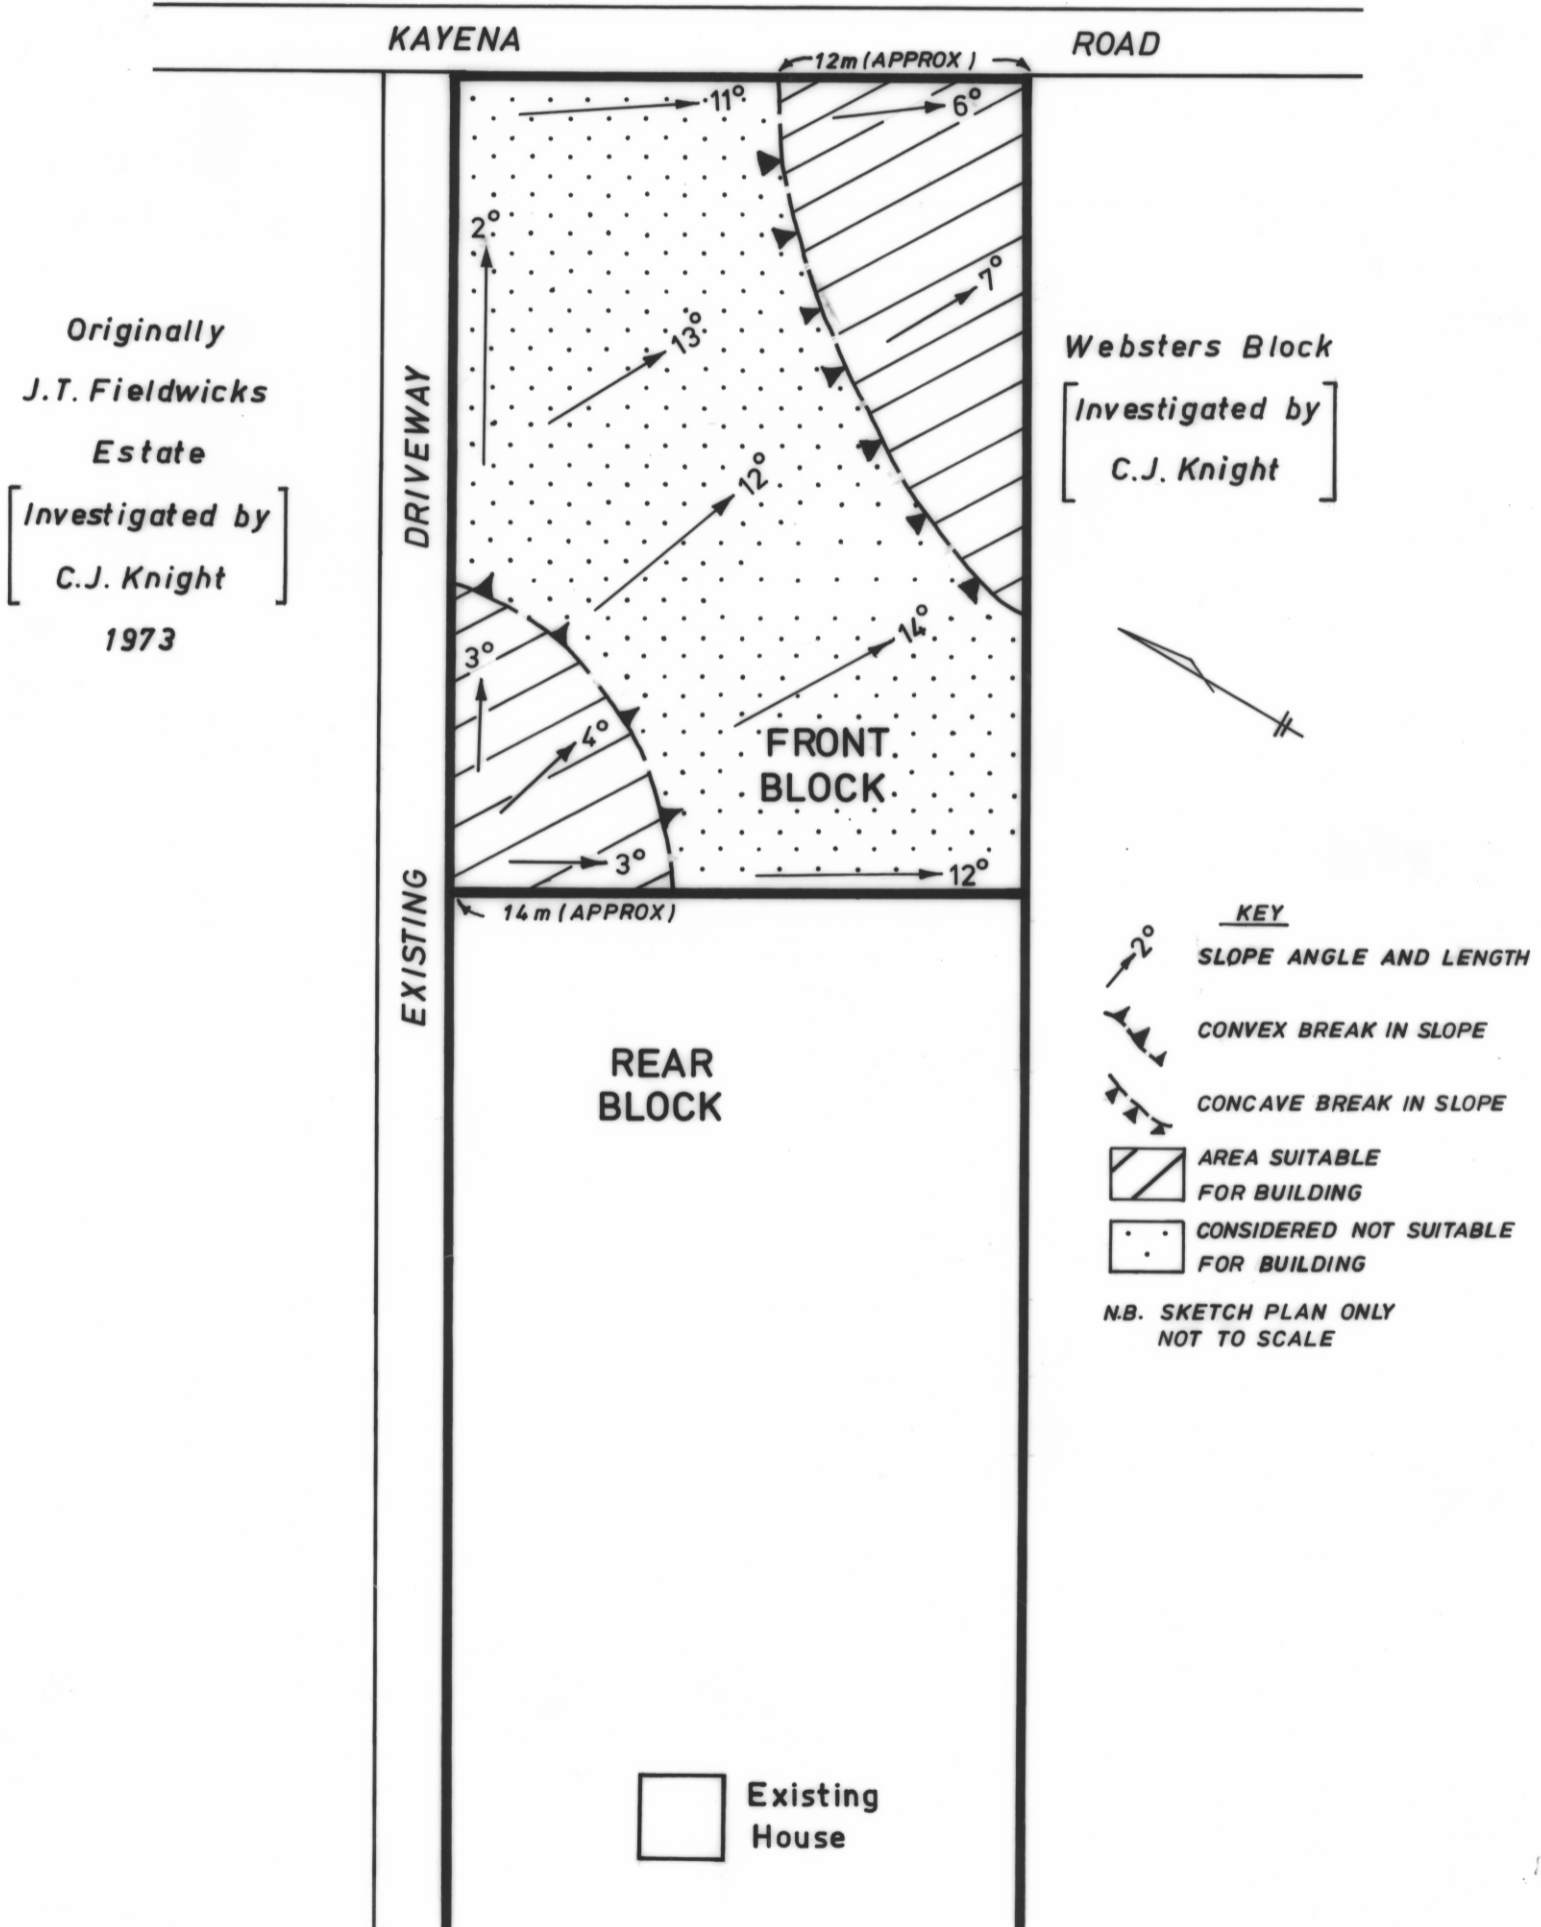 KAYENA ROAD
12m (APPROX)
11°
6°
2°
7°
13°
12°
14°
3°
4°
3°
12°
FRONT
BLOCK
14m (APPROX)
REAR
BLOCK
Existing
House
EXISTING DRIVEWAY
Originally
J.T. Fieldwicks
Estate
[Investigated by
C.J. Knight]
1973
Websters Block
[Investigated by
C.J. Knight]
KEY
2°
SLOPE ANGLE AND LENGTH
CONVEX BREAK IN SLOPE
CONCAVE BREAK IN SLOPE
AREA SUITABLE
FOR BUILDING
CONSIDERED NOT SUITABLE
FOR BUILDING
N.B. SKETCH PLAN ONLY
NOT TO SCALE